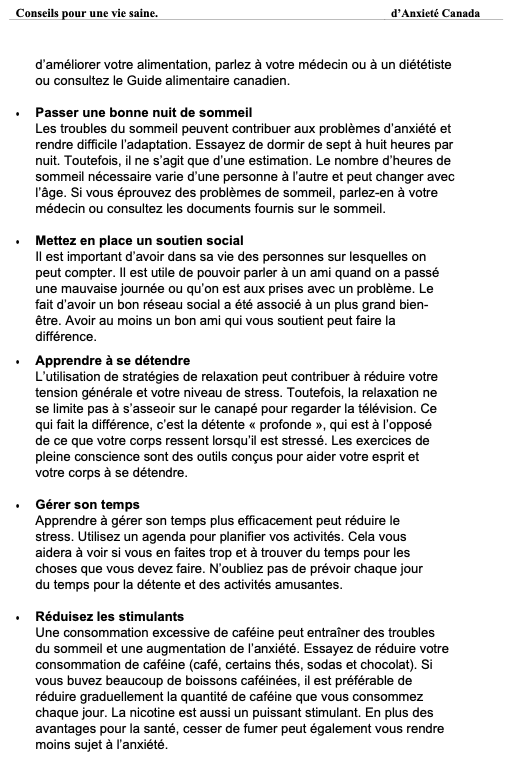 Conseils pour une vie saine. d’Anxieté Canada
d’améliorer votre alimentation, parlez à votre médecin ou à un diététiste
ou consultez le Guide alimentaire canadien.
• Passer une bonne nuit de sommeil
Les troubles du sommeil peuvent contribuer aux problèmes d’anxiété et
rendre difficile l’adaptation. Essayez de dormir de sept à huit heures par
nuit. Toutefois, il ne s’agit que d’une estimation. Le nombre d’heures de
sommeil nécessaire varie d’une personne à l’autre et peut changer avec
l’âge. Si vous éprouvez des problèmes de sommeil, parlez-en à votre
médecin ou consultez les documents fournis sur le sommeil.
• Mettez en place un soutien social
Il est important d’avoir dans sa vie des personnes sur lesquelles on
peut compter. Il est utile de pouvoir parler à un ami quand on a passé
une mauvaise journée ou qu’on est aux prises avec un problème. Le
fait d’avoir un bon réseau social a été associé à un plus grand bien-
être. Avoir au moins un bon ami qui vous soutient peut faire la
différence.
• Apprendre à se détendre
L’utilisation de stratégies de relaxation peut contribuer à réduire votre
tension générale et votre niveau de stress. Toutefois, la relaxation ne
se limite pas à s’asseoir sur le canapé pour regarder la télévision. Ce
qui fait la différence, c’est la détente « profonde », qui est à l’opposé
de ce que votre corps ressent lorsqu’il est stressé. Les exercices de
pleine conscience sont des outils conçus pour aider votre esprit et
votre corps à se détendre.
• Gérer son temps
Apprendre à gérer son temps plus efficacement peut réduire le
stress. Utilisez un agenda pour planifier vos activités. Cela vous
aidera à voir si vous en faites trop et à trouver du temps pour les
choses que vous devez faire. N’oubliez pas de prévoir chaque jour
du temps pour la détente et des activités amusantes.
• Réduisez les stimulants
Une consommation excessive de caféine peut entraîner des troubles
du sommeil et une augmentation de l’anxiété. Essayez de réduire votre
consommation de caféine (café, certains thés, sodas et chocolat). Si
vous buvez beaucoup de boissons caféinées, il est préférable de
réduire graduellement la quantité de caféine que vous consommez
chaque jour. La nicotine est aussi un puissant stimulant. En plus des
avantages pour la santé, cesser de fumer peut également vous rendre
moins sujet à l’anxiété.